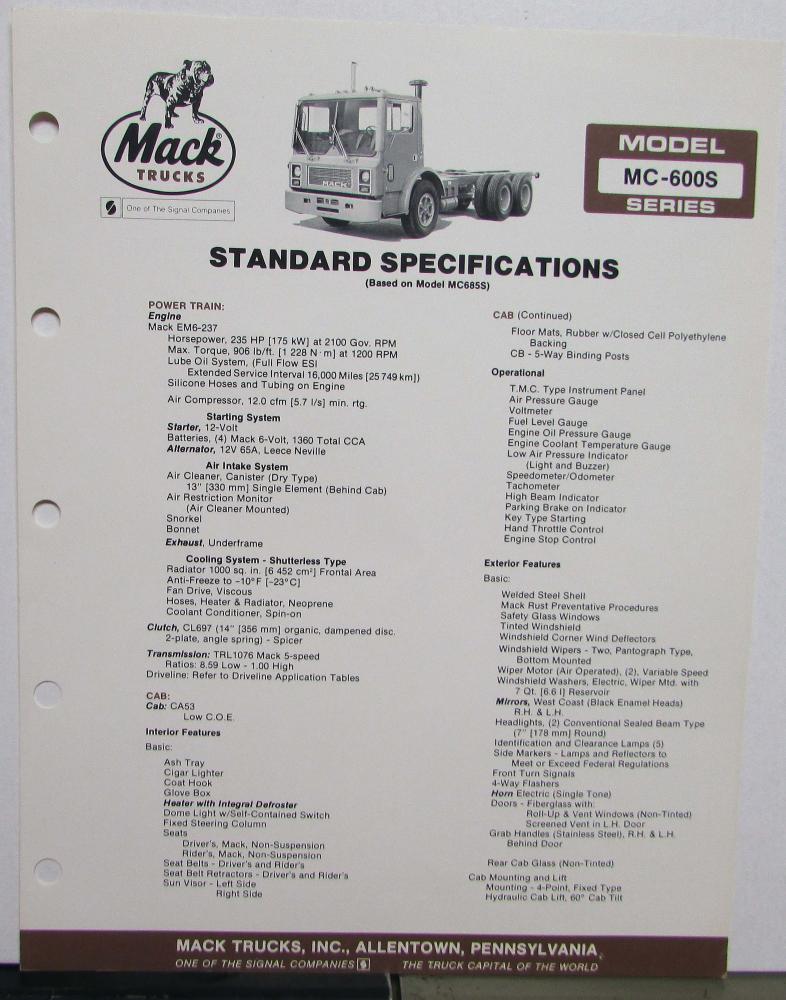 Mack®
TRUCKS
One of The Signal Companies
MACK
MODEL
MC-600S
SERIES
STANDARD SPECIFICATIONS
(Based on Model MC685S)
POWER TRAIN:
Engine
Mack EM6-237
Horsepower, 235 HP [175 kW] at 2100 Gov. RPM
Max. Torque, 906 lb/ft. [1 228 N·m] at 1200 RPM
Lube Oil System, (Full Flow ESI
Extended Service Interval 16,000 Miles [25 749 km])
Silicone Hoses and Tubing on Engine
Air Compressor, 12.0 cfm [5.7 l/s] min. rtg.
Starting System
Starter, 12-Volt
Batteries, (4) Mack 6-Volt, 1360 Total CCA
Alternator, 12V 65A, Leece Neville
Air Intake System
Air Cleaner, Canister (Dry Type)
13" [330 mm] Single Element (Behind Cab)
Air Restriction Monitor
(Air Cleaner Mounted)
Snorkel
Bonnet
Exhaust, Underframe
Cooling System - Shutterless Type
Radiator 1000 sq. in. [6 452 cm²] Frontal Area
Anti-Freeze to –10°F [–23°C]
Fan Drive, Viscous
Hoses, Heater & Radiator, Neoprene
Coolant Conditioner, Spin-on
Clutch, CL697 (14" [356 mm] organic, dampened disc.
2-plate, angle spring) - Spicer
Transmission: TRL1076 Mack 5-speed
Ratios: 8.59 Low - 1.00 High
Driveline: Refer to Driveline Application Tables
CAB:
Cab: CA53
Low C.O.E.
Interior Features
Basic:
Ash Tray
Cigar Lighter
Coat Hook
Glove Box
Heater with Integral Defroster
Dome Light w/Self-Contained Switch
Fixed Steering Column
Seats
Driver's, Mack, Non-Suspension
Rider's, Mack, Non-Suspension
Seat Belts - Driver's and Rider's
Seat Belt Retractors - Driver's and Rider's
Sun Visor - Left Side
Right Side
CAB (Continued)
Floor Mats, Rubber w/Closed Cell Polyethylene
Backing
CB - 5-Way Binding Posts
Operational
T.M.C. Type Instrument Panel
Air Pressure Gauge
Voltmeter
Fuel Level Gauge
Engine Oil Pressure Gauge
Engine Coolant Temperature Gauge
Low Air Pressure Indicator
(Light and Buzzer)
Speedometer/Odometer
Tachometer
High Beam Indicator
Parking Brake on Indicator
Key Type Starting
Hand Throttle Control
Engine Stop Control
Exterior Features
Basic:
Welded Steel Shell
Mack Rust Preventative Procedures
Safety Glass Windows
Tinted Windshield
Windshield Corner Wind Deflectors
Windshield Wipers - Two, Pantograph Type,
Bottom Mounted
Wiper Motor (Air Operated), (2), Variable Speed
Windshield Washers, Electric, Wiper Mtd. with
7 Qt. [6.6 l] Reservoir
Mirrors, West Coast (Black Enamel Heads)
R.H. & L.H.
Headlights, (2) Conventional Sealed Beam Type
(7" [178 mm] Round)
Identification and Clearance Lamps (5)
Side Markers - Lamps and Reflectors to
Meet or Exceed Federal Regulations
Front Turn Signals
4-Way Flashers
Horn Electric (Single Tone)
Doors - Fiberglass with:
Roll-Up & Vent Windows (Non-Tinted)
Screened Vent in L.H. Door
Grab Handles (Stainless Steel), R.H. & L.H.
Behind Door
Rear Cab Glass (Non-Tinted)
Cab Mounting and Lift
Mounting - 4-Point, Fixed Type
Hydraulic Cab Lift, 60° Cab Tilt
MACK TRUCKS, INC., ALLENTOWN, PENNSYLVANIA
ONE OF THE SIGNAL COMPANIES THE TRUCK CAPITAL OF THE WORLD